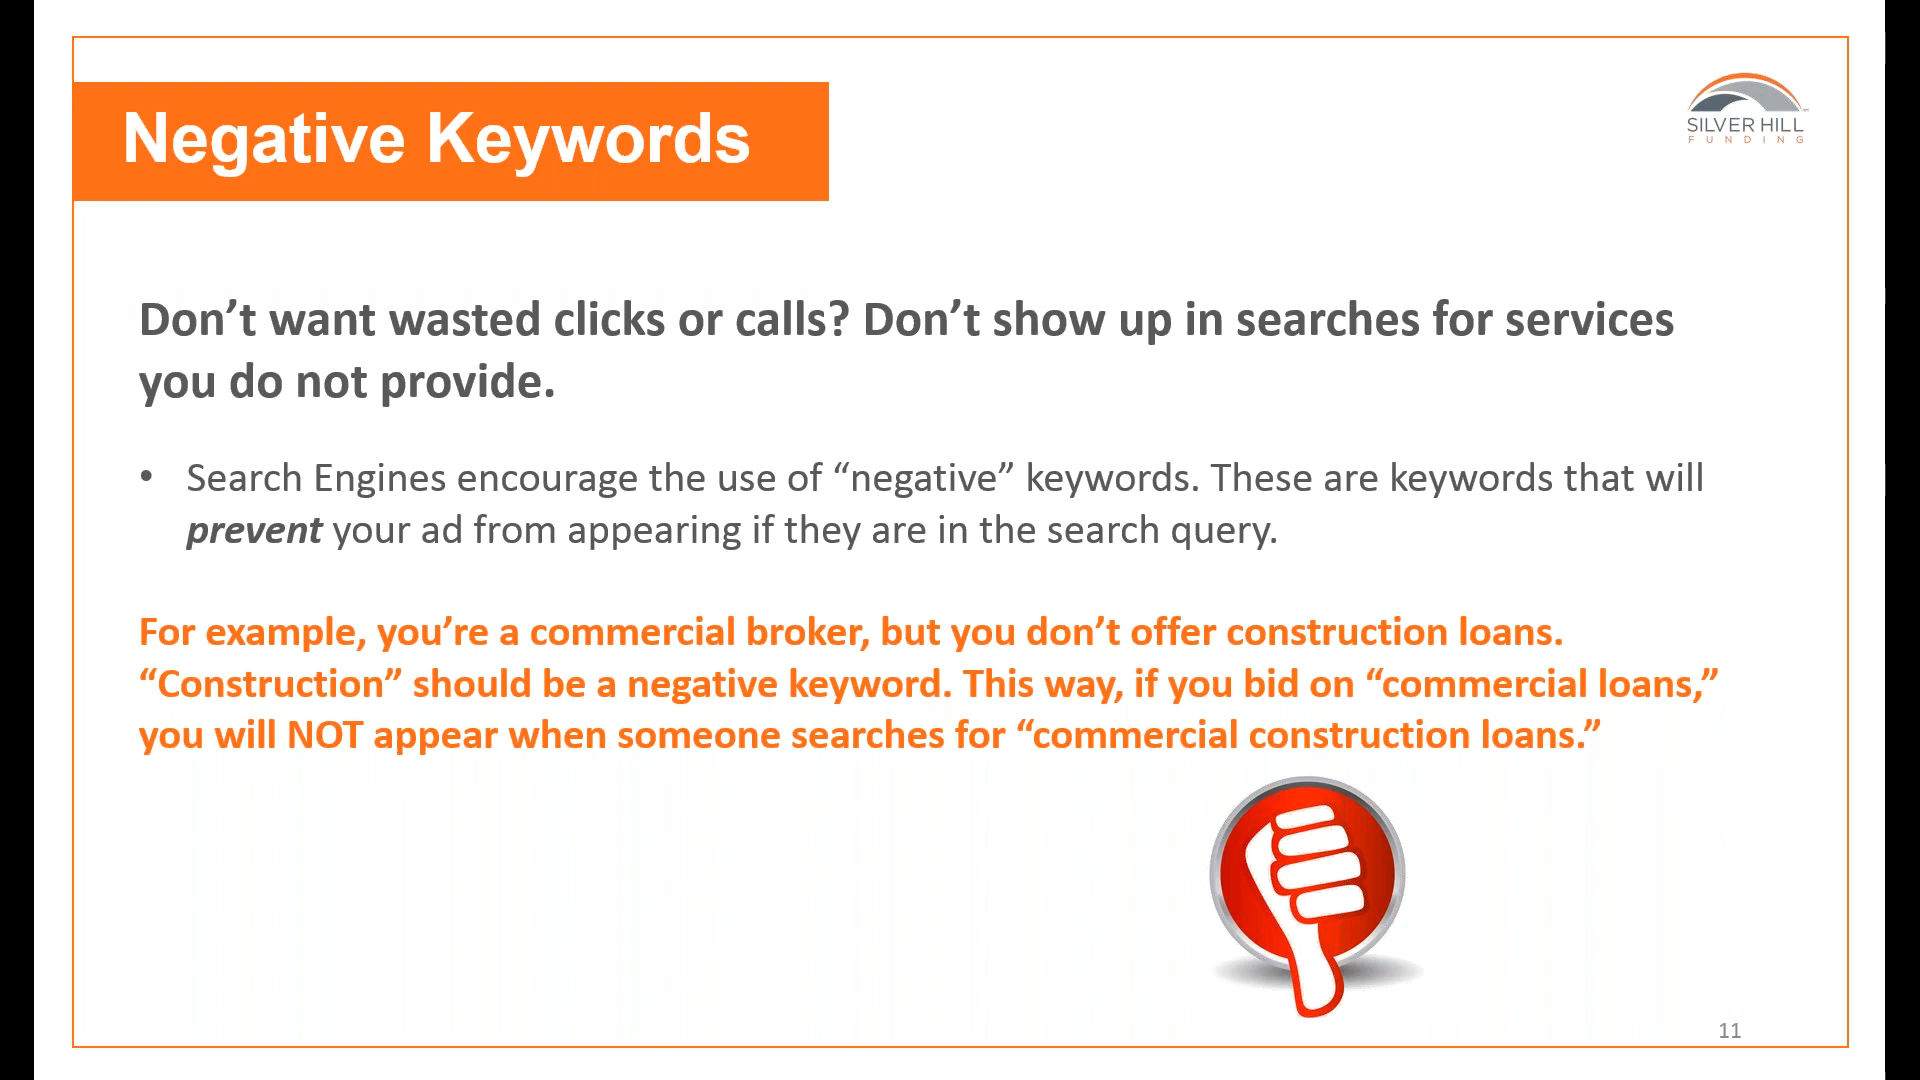 Negative Keywords
SILVER HILL
FUNDING
Don’t want wasted clicks or calls? Don’t show up in searches for services
you do not provide.
• Search Engines encourage the use of “negative” keywords. These are keywords that will
prevent your ad from appearing if they are in the search query.
For example, you’re a commercial broker, but you don’t offer construction loans.
“Construction” should be a negative keyword. This way, if you bid on “commercial loans,”
you will NOT appear when someone searches for “commercial construction loans.”
11